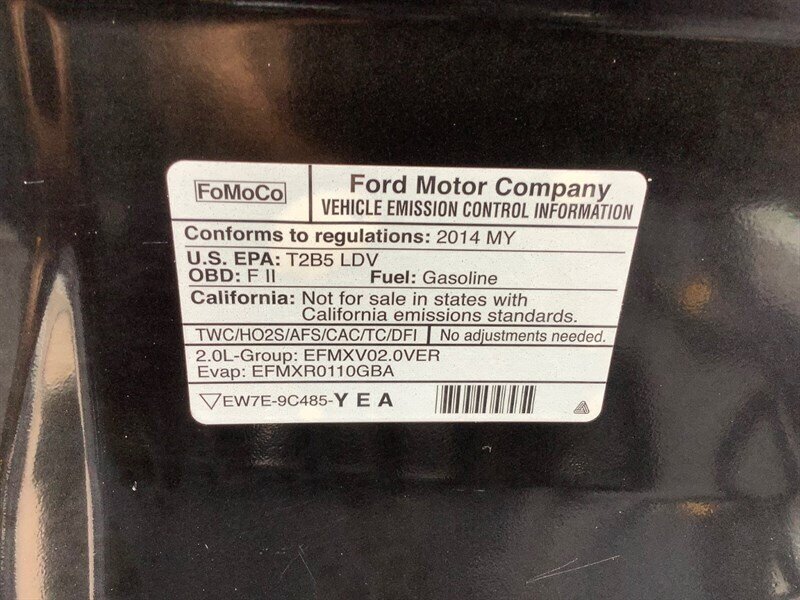 FoMoCo
Ford Motor Company
VEHICLE EMISSION CONTROL INFORMATION
Conforms to regulations: 2014 MY
U.S. EPA: T2B5 LDV
OBD: F II Fuel: Gasoline
California: Not for sale in states with
California emissions standards.
TWC/HO2S/AFS/CAC/TC/DFI No adjustments needed.
2.0L-Group: EFMXV02.0VER
Evap: EFMXR0110GBA
EW7E-9C485-Y E A